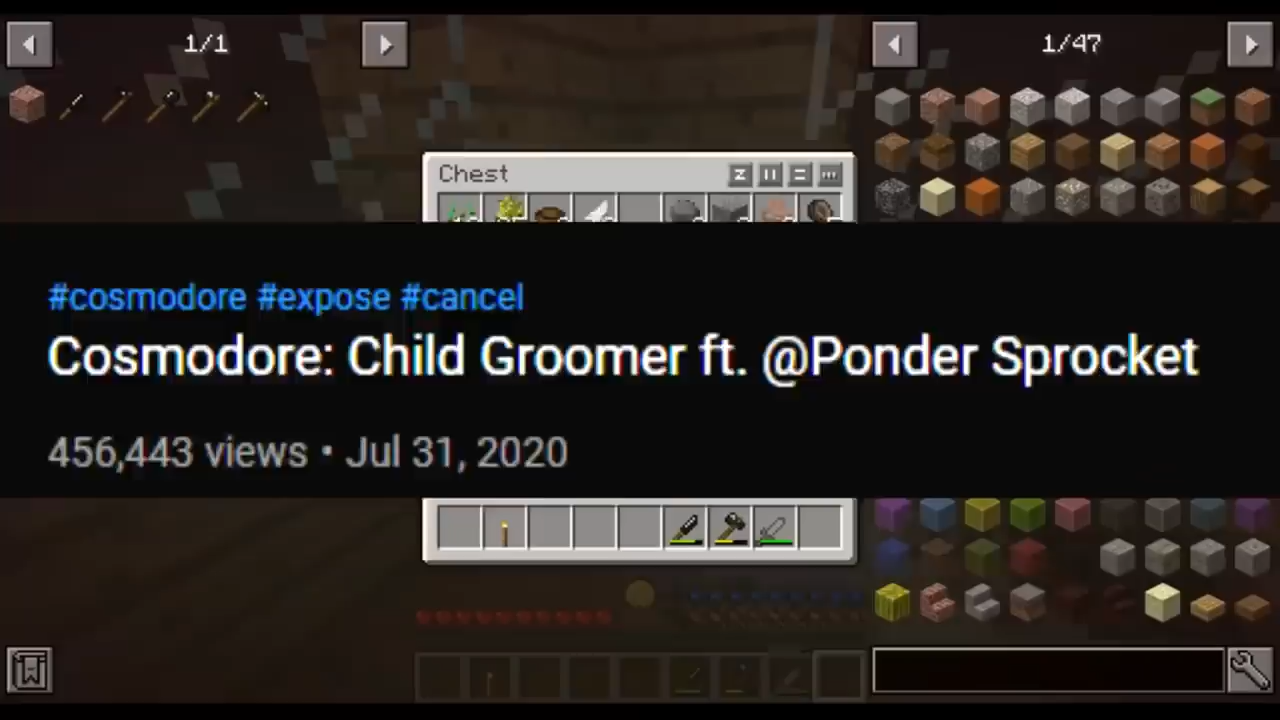 1/1
1/47
Chest
#cosmodore #expose #cancel
Cosmodore: Child Groomer ft. @Ponder Sprocket
456,443 views • Jul 31, 2020